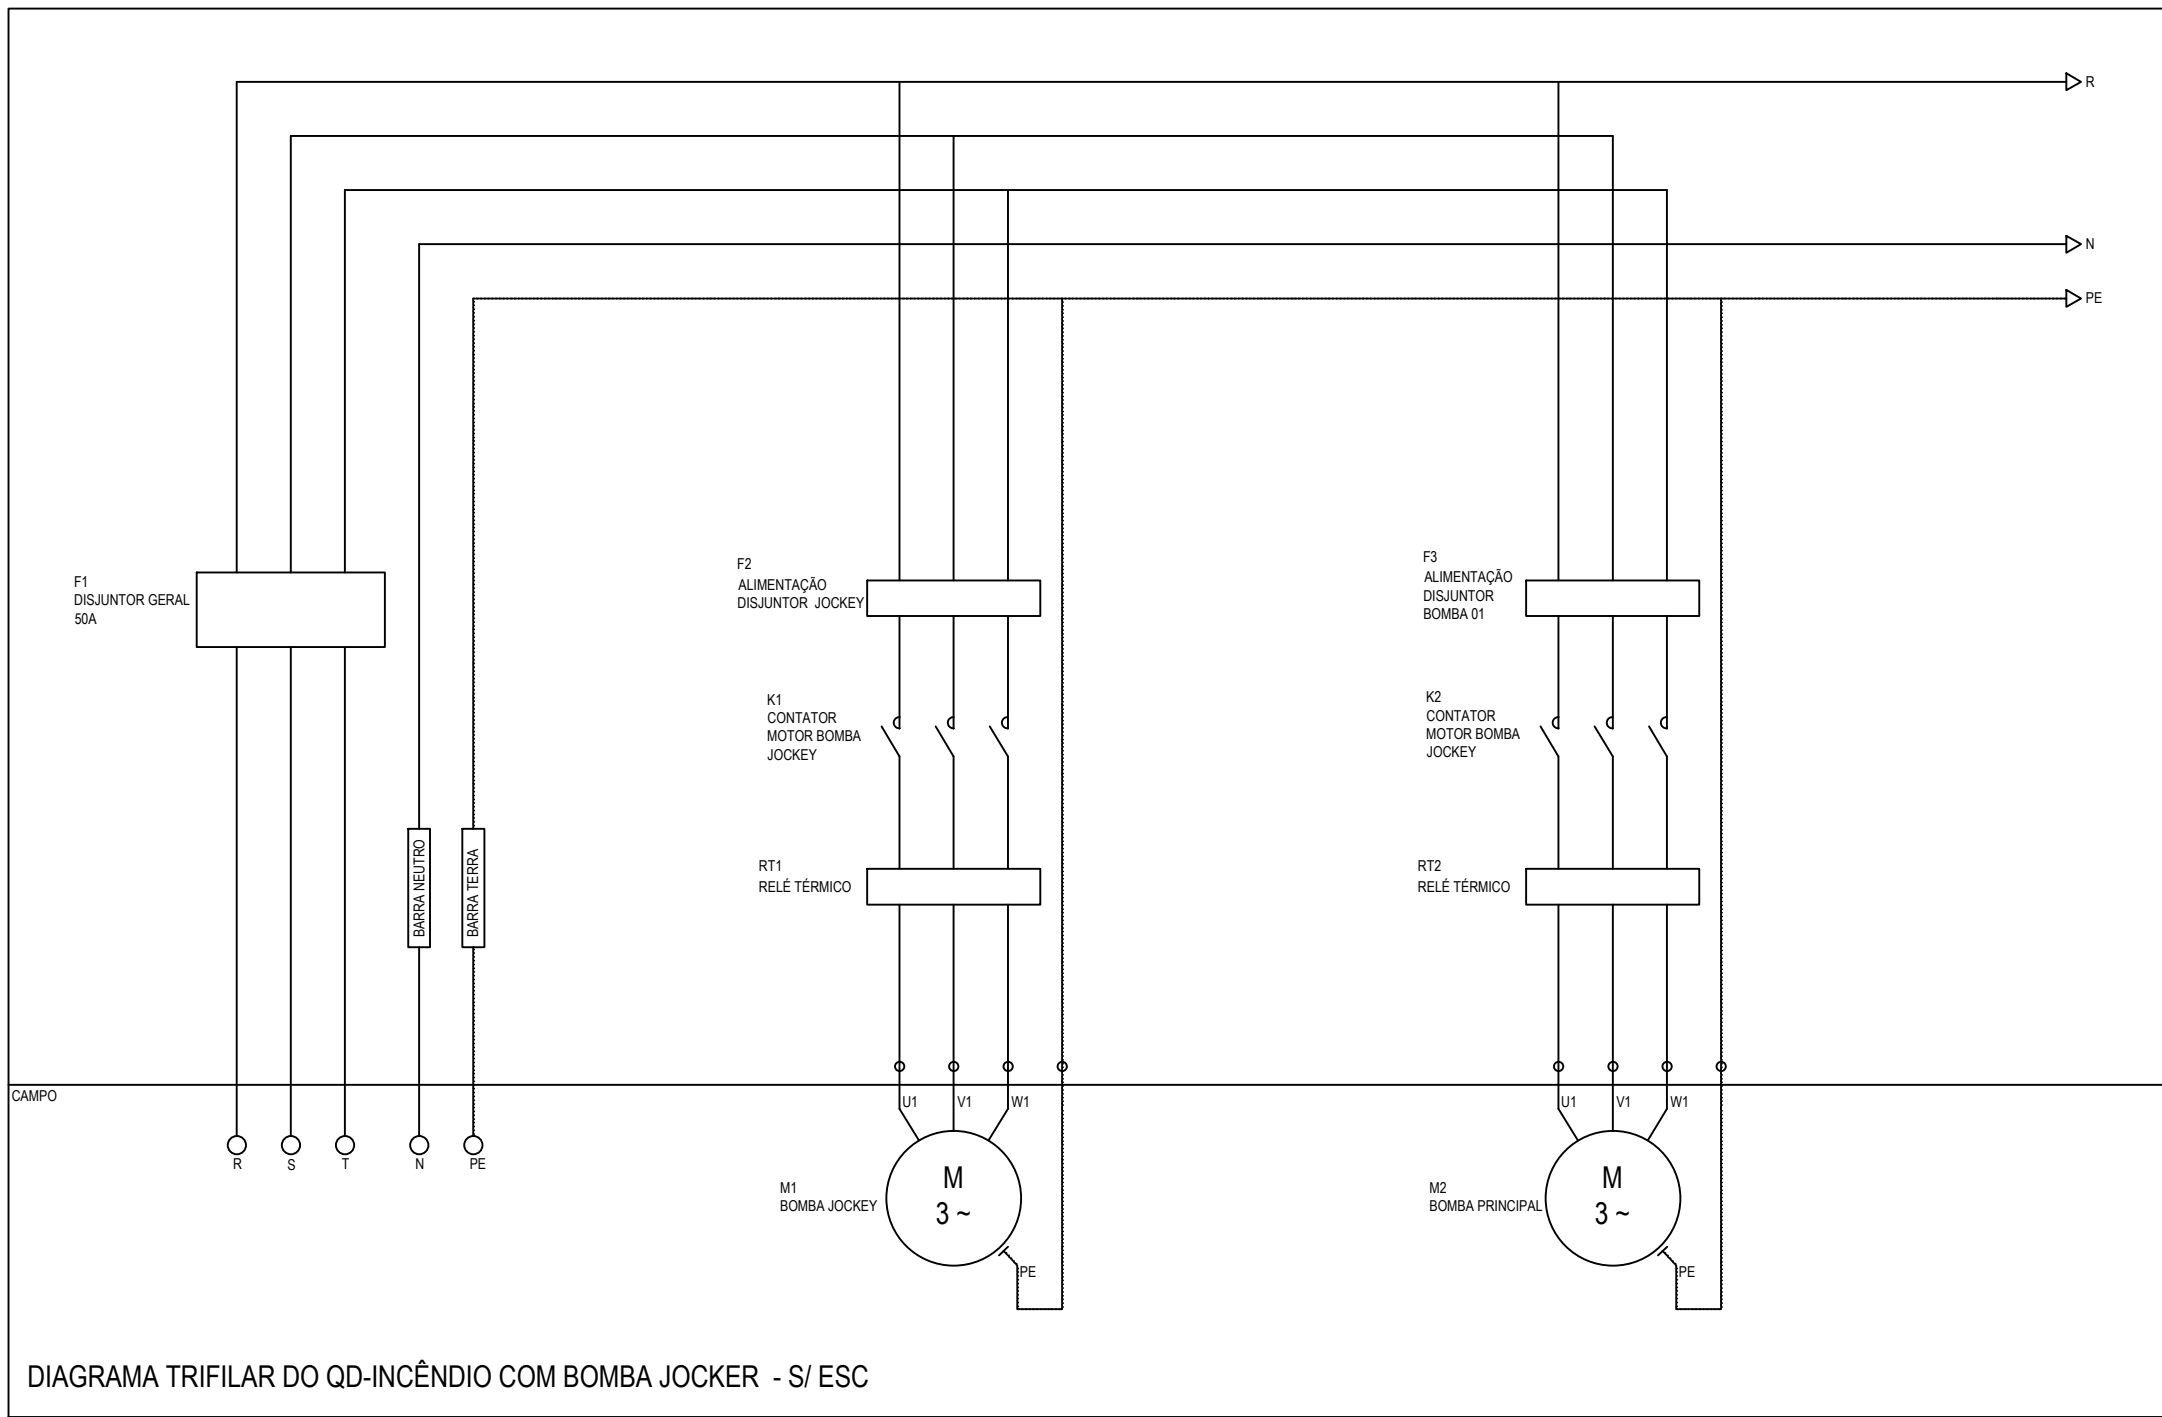 R
N
PE
F1
DISJUNTOR GERAL
50A
F2
ALIMENTAÇÃO
DISJUNTOR JOCKEY
F3
ALIMENTAÇÃO
DISJUNTOR
BOMBA 01
K1
CONTATOR
MOTOR BOMBA
JOCKEY
K2
CONTATOR
MOTOR BOMBA
JOCKEY
BARRA NEUTRO
BARRA TERRA
RT1
RELÉ TÉRMICO
RT2
RELÉ TÉRMICO
CAMPO
U1 V1 W1
U1 V1 W1
R S T N PE
M1
BOMBA JOCKEY
M
3 ~
PE
M2
BOMBA PRINCIPAL
M
3 ~
PE
DIAGRAMA TRIFILAR DO QD-INCÊNDIO COM BOMBA JOCKER - S/ ESC